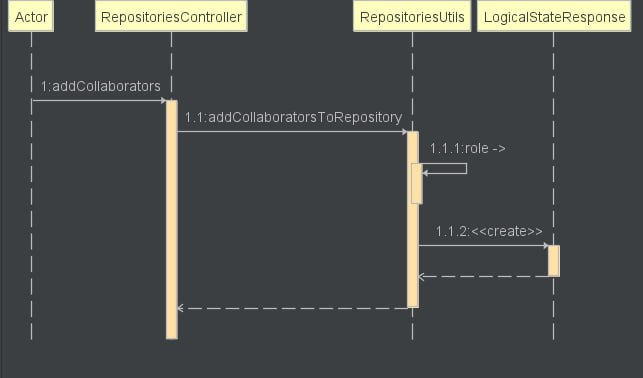 Actor
RepositoriesController
RepositoriesUtils
LogicalStateResponse
1:addCollaborators
1.1:addCollaboratorsToRepository
1.1.1:role ->
1.1.2:<<create>>